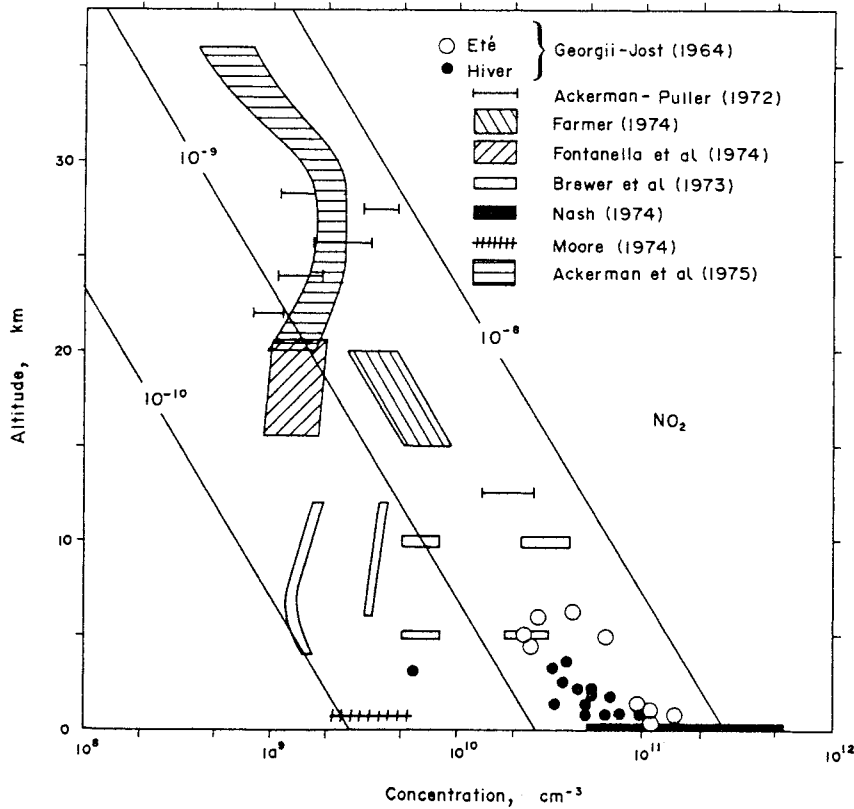 Eté
Hiver
Georgii-Jost (1964)
Ackerman-Puller (1972)
Farmer (1974)
Fontanella et al (1974)
Brewer et al (1973)
Nash (1974)
Moore (1974)
Ackerman et al (1975)
10⁻⁹
10⁻⁸
10⁻¹⁰
NO₂
Altitude, km
30
20
10
0
10⁸
10⁹
10¹⁰
10¹¹
10¹²
Concentration, cm⁻³